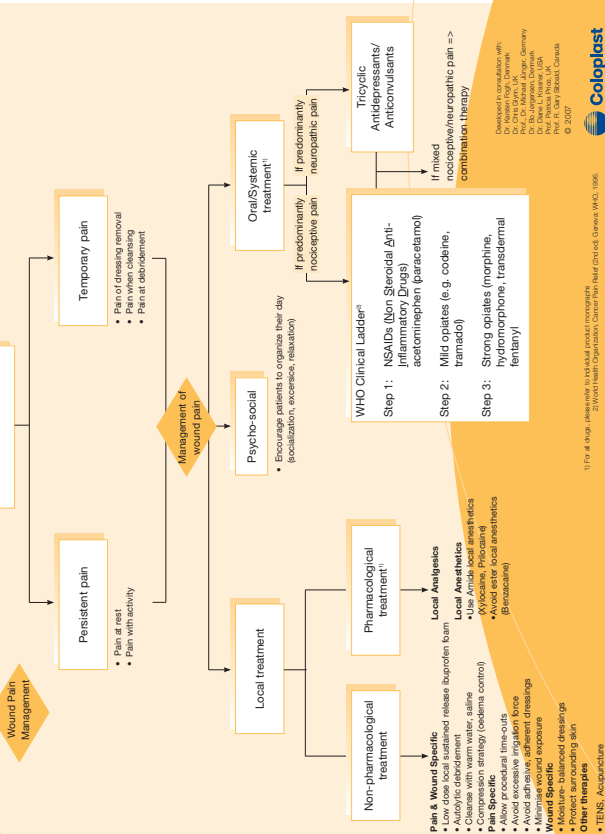 Wound Pain
Management
Persistent pain
• Pain at rest
• Pain with activity
Temporary pain
• Pain of dressing removal
• Pain when cleansing
• Pain at debridement
Management of
wound pain
Local treatment
Psycho-social
• Encourage patients to organize their day
(socialization, excersice, relaxation)
Oral/Systemic
treatment¹⁾
Non-pharmacological
treatment
Pharmacological
treatment¹⁾
If predominantly
nociceptive pain
If predominantly
neuropathic pain
Pain & Wound Specific
• Low dose local sustained release ibuprofen foam
• Autolytic debridement
• Cleanse with warm water, saline
• Compression strategy (oedema control)
Pain Specific
• Allow procedural time-outs
• Avoid excessive irrigation force
• Avoid adhesive, adherent dressings
• Minimise wound exposure
Wound Specific
• Moisture- balanced dressings
• Protect surrounding skin
Other therapies
• TENS, Acupuncture
Local Analgesics
Local Anesthetics
•Use Amide local anesthetics
(Xylocaine, Prilocaine)
•Avoid ester local anesthetics
(Benzacaine)
WHO Clinical Ladder²⁾
Step 1: NSAIDs (Non Steroidal Anti-
Inflammatory Drugs)
acetominephen (paracetamol)
Step 2: Mild opiates (e.g. codeine,
tramadol)
Step 3: Strong opiates (morphine,
hydromorphone, transdermal
fentanyl
Tricyclic
Antidepressants/
Anticonvulsants
If mixed
nociceptive/neuropathic pain =>
combination therapy
Developed in consultation with:
Dr. Karsten Fogh, Denmark
Dr. Chris Glynn, UK
Prof., Dr. Michael Jünger, Germany
Dr. Bo Jørgensen, Denmark
Dr. Diane L. Krasner, USA
Prof. Patricia Price, UK
Prof. R. Gary Sibbald, Canada
© 2007
1) For all drugs, please refer to individual product monographs
2) World Health Organization, Cancer Pain Relief (2nd ed). Geneva: WHO, 1996.
Coloplast